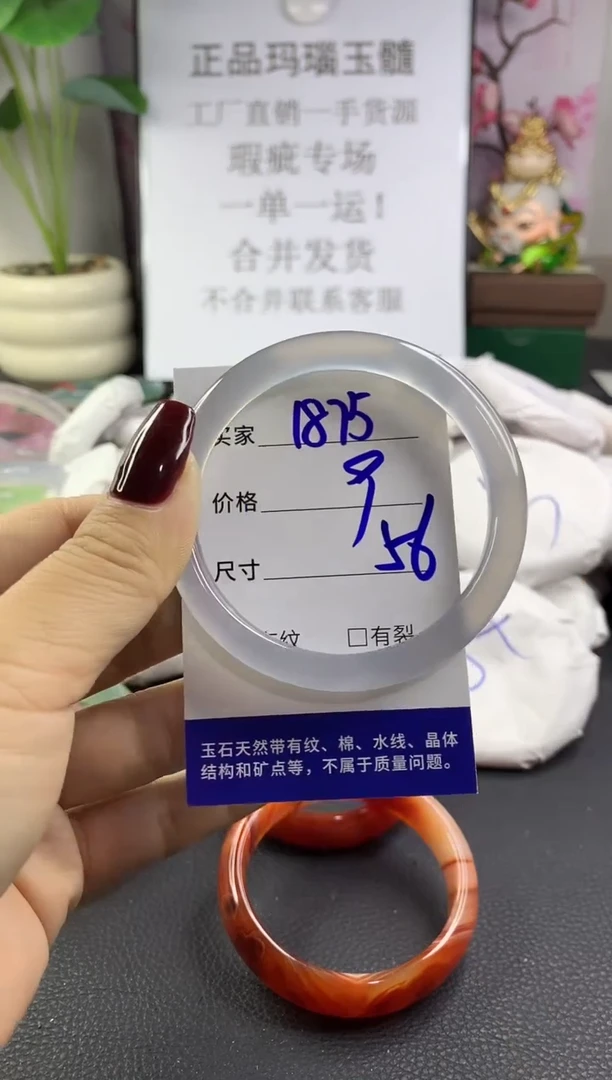 正品玛瑙玉髓
工厂直销一手货源
瑕疵专场
一单一运！
合并发货
不合并联系客服
买家 1875
价格 9
尺寸 56
纹 □有裂
玉石天然带有纹、棉、水线、晶体
结构和矿点等，不属于质量问题。